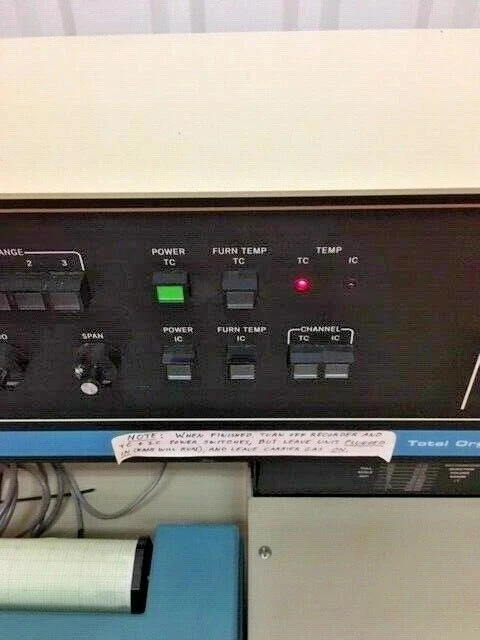 ANGE
2 3
POWER
TC
FURN TEMP
TC
TEMP
TC IC
SPAN
POWER
IC
FURN TEMP
IC
CHANNEL
TC IC
NOTE: WHEN FINISHED, TURN OFF RECORDER AND
TC & IC POWER SWITCHES, BUT LEAVE UNIT PLUGGED
IN (FANS WILL RUN) AND LEAVE CARRIER GAS ON.
Total Org